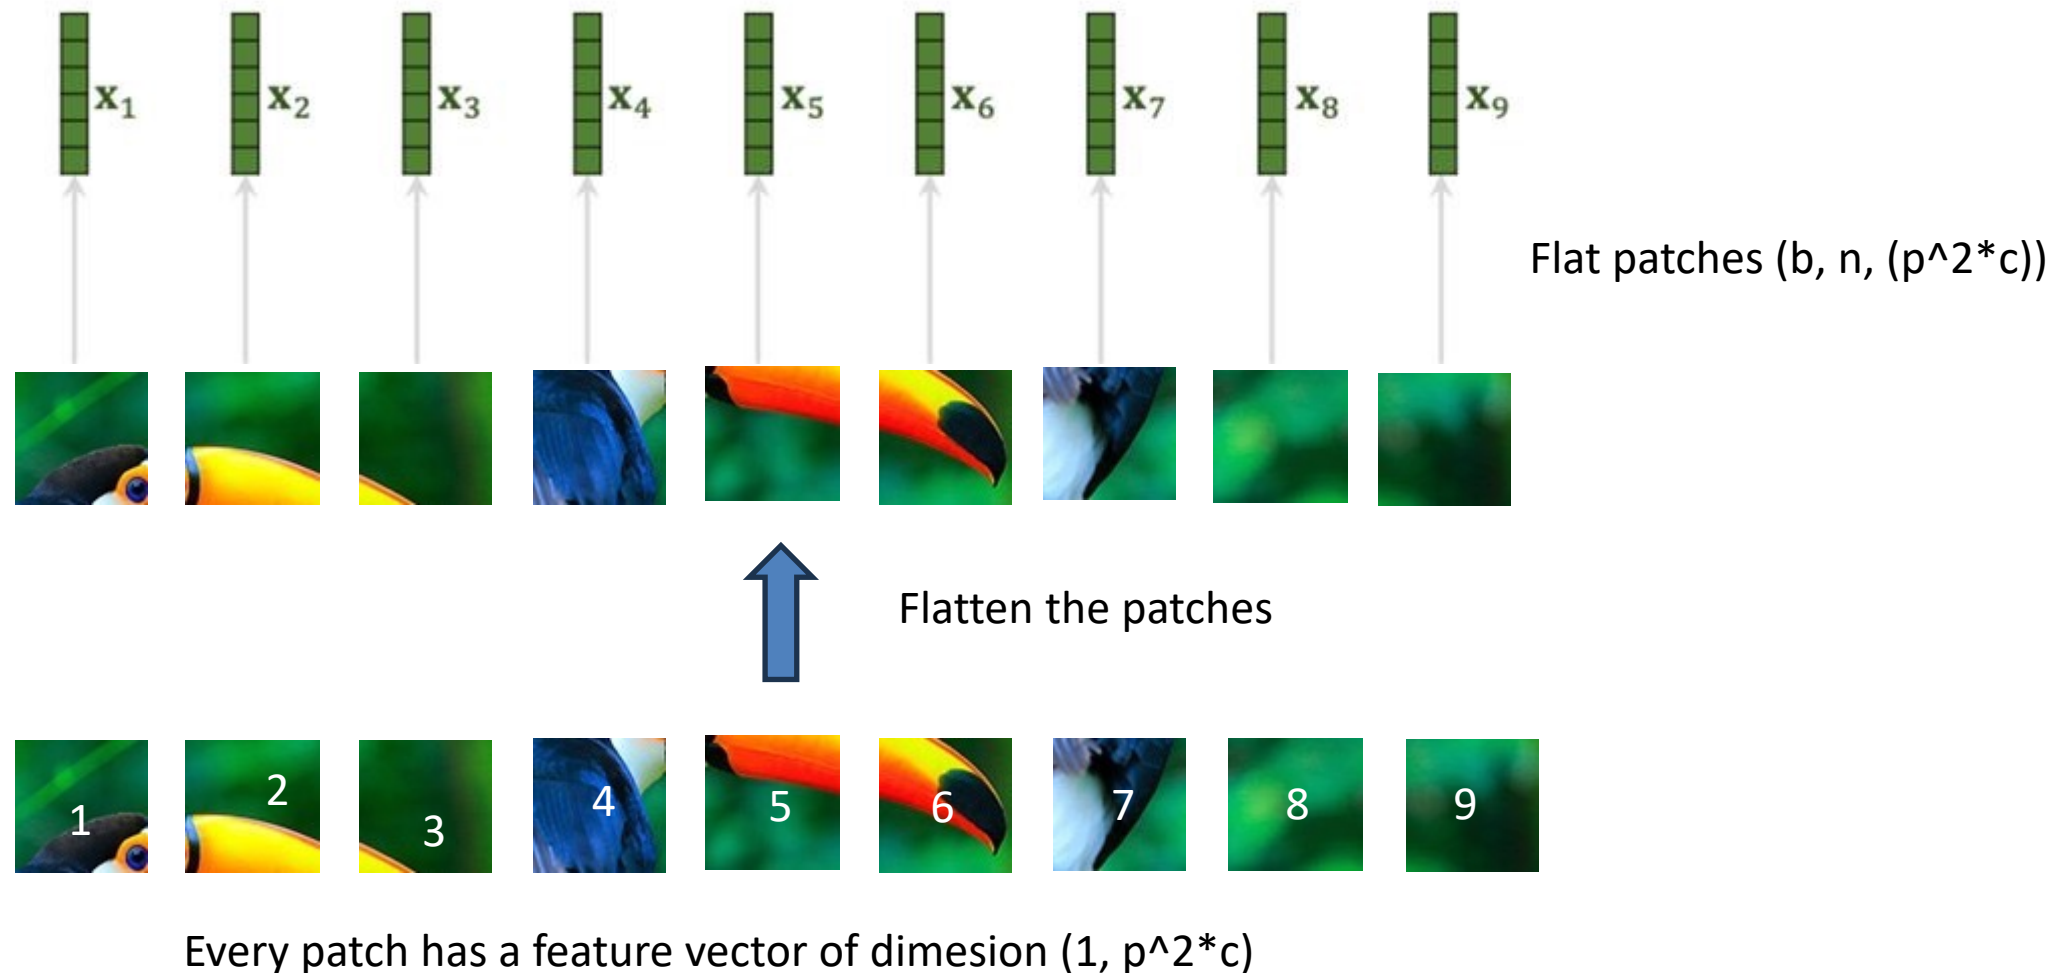 x₁ x₂ x₃ x₄ x₅ x₆ x₇ x₈ x₉
Flat patches (b, n, (p^2*c))
Flatten the patches
1 2 3 4 5 6 7 8 9
Every patch has a feature vector of dimesion (1, p^2*c)